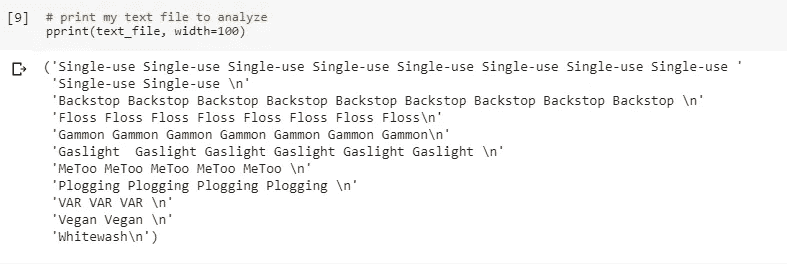 [9] # print my text file to analyze
pprint(text_file, width=100)
('Single-use Single-use Single-use Single-use Single-use Single-use Single-use Single-use '
'Single-use Single-use \n'
'Backstop Backstop Backstop Backstop Backstop Backstop Backstop Backstop Backstop \n'
'Floss Floss Floss Floss Floss Floss Floss Floss\n'
'Gammon Gammon Gammon Gammon Gammon Gammon Gammon\n'
'Gaslight  Gaslight Gaslight Gaslight Gaslight Gaslight \n'
'MeToo MeToo MeToo MeToo MeToo \n'
'Plogging Plogging Plogging Plogging \n'
'VAR VAR VAR \n'
'Vegan Vegan \n'
'Whitewash\n')